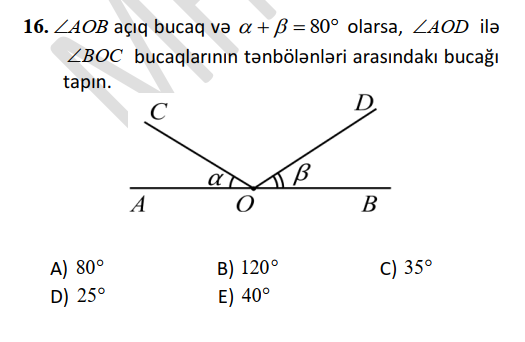 16. ∠AOB açıq bucaq və α + β = 80° olarsa, ∠AOD ilə
∠BOC bucaqlarının tənbölənləri arasındakı bucağı
tapın.
C D
α β
A O B
A) 80° B) 120° C) 35°
D) 25° E) 40°